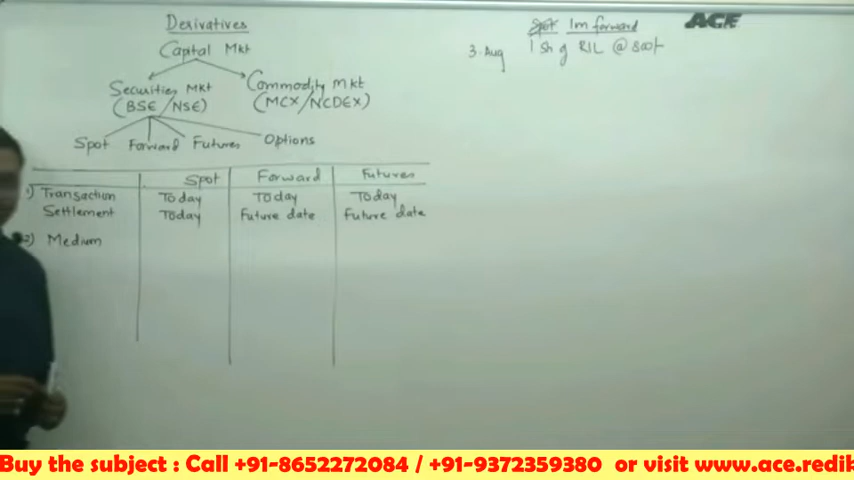 Derivatives
Capital Mkt
Securities Mkt
(BSE/NSE)
Commodity Mkt
(MCX/NCDEX)
Spot Forward Futures Options
Spot Forward Futures
1) Transaction Today Today Today
Settlement Today Future date Future date
2) Medium
Spot 1m forward
3 Aug 1 sh of RIL @ 800/-
ACE
Buy the subject : Call +91-8652272084 / +91-9372359380 or visit www.ace.redik